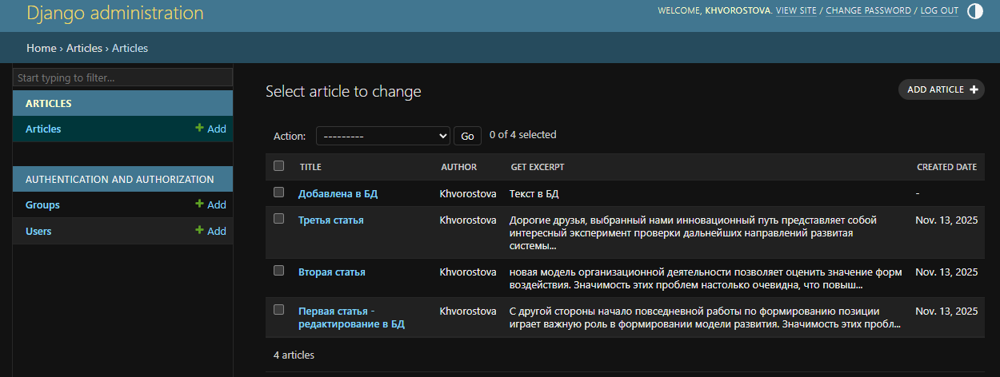 Django administration
WELCOME, KHVOROSTOVA. VIEW SITE / CHANGE PASSWORD / LOG OUT
Home › Articles › Articles
Start typing to filter...
ARTICLES
Articles
Add
AUTHENTICATION AND AUTHORIZATION
Groups
Add
Users
Add
Select article to change
ADD ARTICLE
Action: --------- Go 0 of 4 selected
TITLE AUTHOR GET EXCERPT CREATED DATE
Добавлена в БД Khvorostova Текст в БД -
Третья статья Khvorostova Дорогие друзья, выбранный нами инновационный путь представляет собой Nov. 13, 2025
интересный эксперимент проверки дальнейших направлений развитая
системы...
Вторая статья Khvorostova новая модель организационной деятельности позволяет оценить значение форм Nov. 13, 2025
воздействия. Значимость этих проблем настолько очевидна, что повыш...
Первая статья - Khvorostova С другой стороны начало повседневной работы по формированию позиции Nov. 13, 2025
редактирование в БД играет важную роль в формировании модели развития. Значимость этих пробл...
4 articles